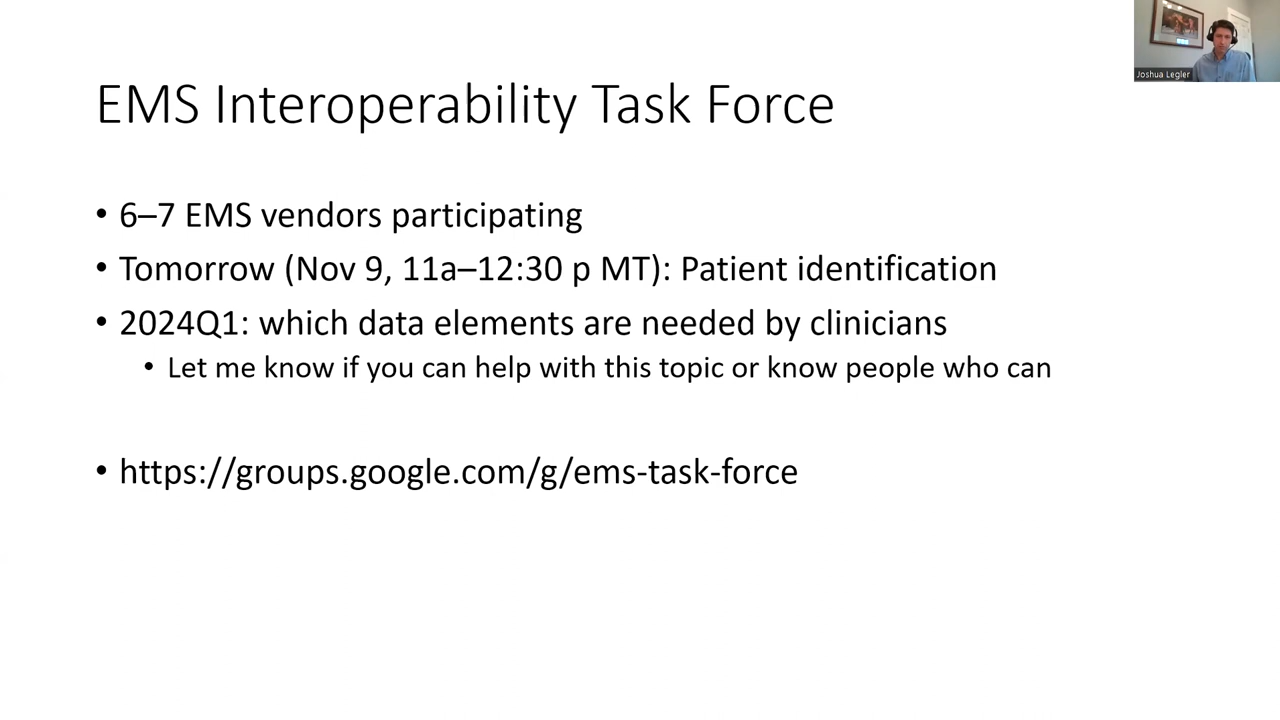 Joshua Legler
EMS Interoperability Task Force
• 6–7 EMS vendors participating
• Tomorrow (Nov 9, 11a–12:30 p MT): Patient identification
• 2024Q1: which data elements are needed by clinicians
• Let me know if you can help with this topic or know people who can
• https://groups.google.com/g/ems-task-force